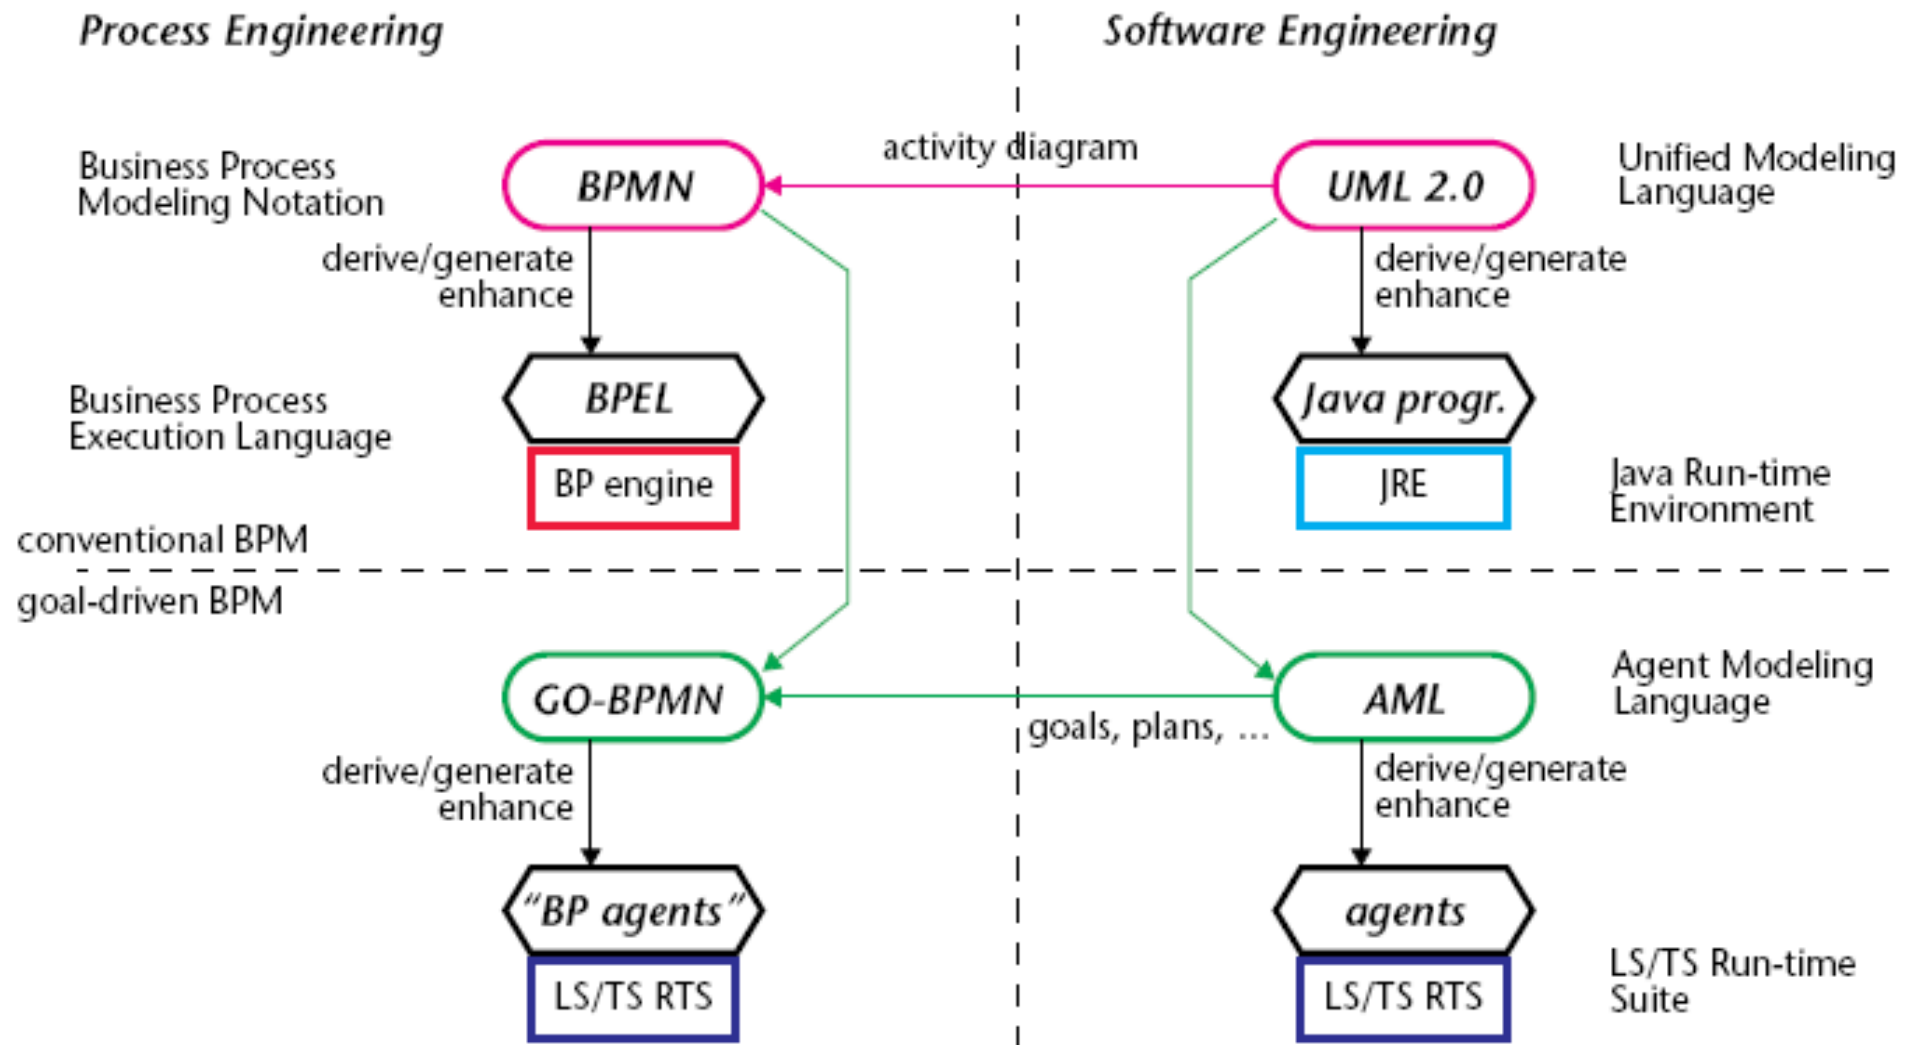 Process Engineering
Software Engineering
Business Process
Modeling Notation
BPMN
activity diagram
UML 2.0
Unified Modeling
Language
derive/generate
enhance
derive/generate
enhance
Business Process
Execution Language
BPEL
BP engine
Java progr.
JRE
Java Run-time
Environment
conventional BPM
goal-driven BPM
GO-BPMN
goals, plans, ...
AML
Agent Modeling
Language
derive/generate
enhance
derive/generate
enhance
"BP agents"
LS/TS RTS
agents
LS/TS RTS
LS/TS Run-time
Suite